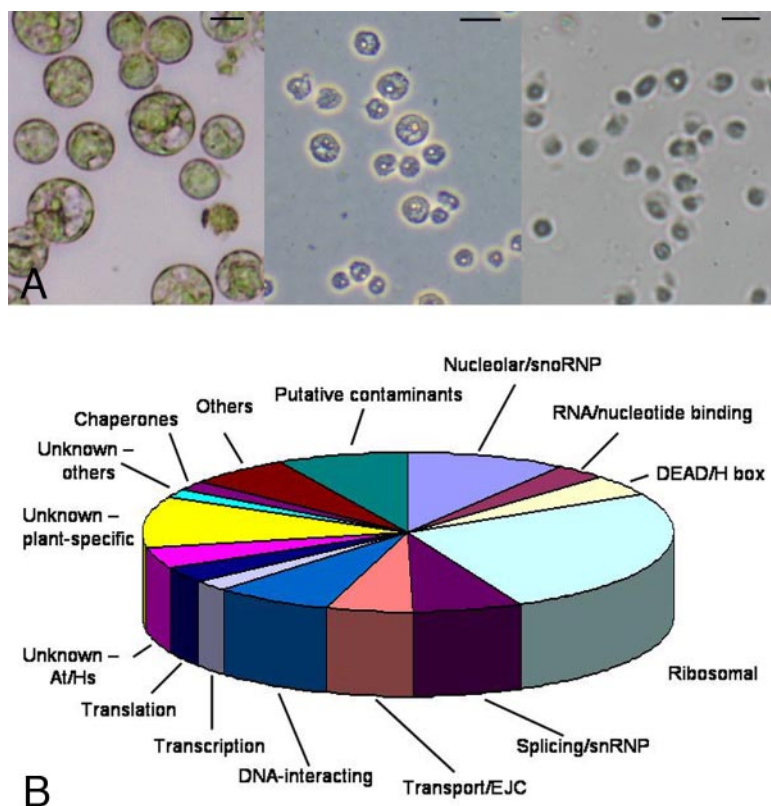 A
Nucleolar/snoRNP
Putative contaminants
RNA/nucleotide binding
Others
Chaperones
DEAD/H box
Unknown –
others
Unknown –
plant-specific
Unknown –
At/Hs
Ribosomal
Translation
Transcription
Splicing/snRNP
DNA-interacting
Transport/EJC
B